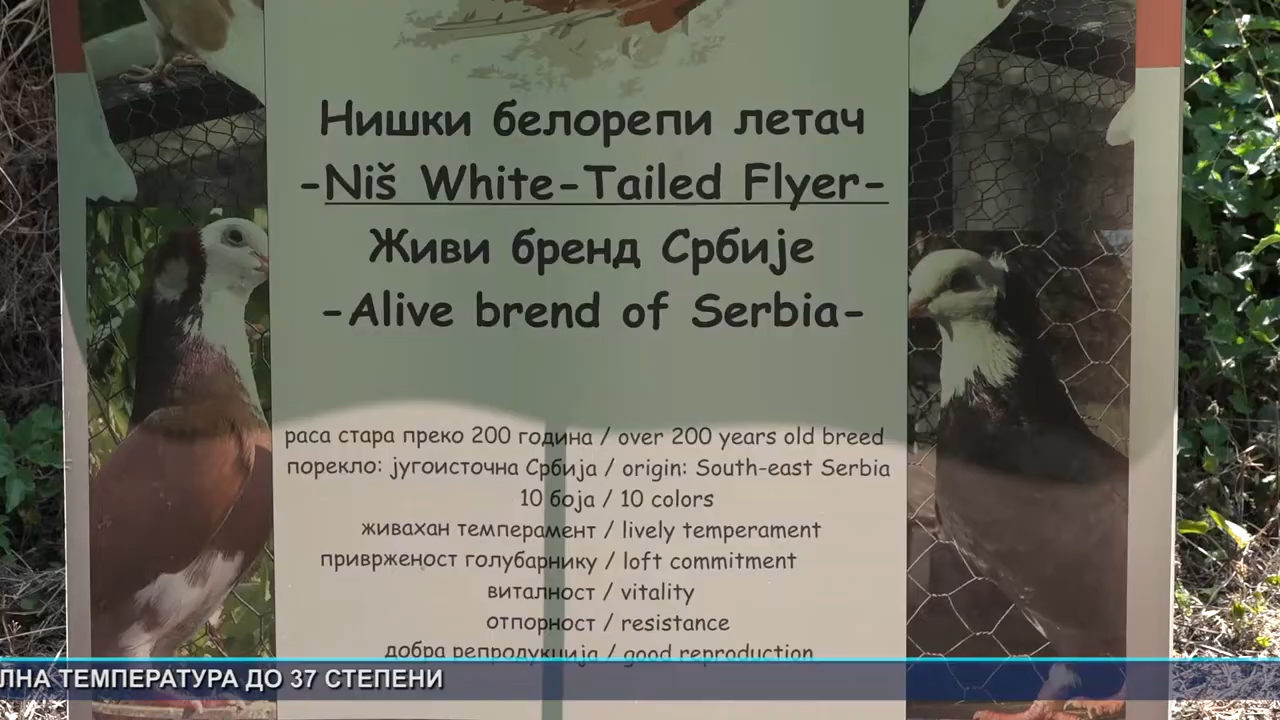 Нишки белорепи летач
-Niš White-Tailed Flyer-
Живи бренд Србије
-Alive brend of Serbia-
раса стара преко 200 година / over 200 years old breed
порекло: југоисточна Србија / origin: South-east Serbia
10 боја / 10 colors
живахан темперамент / lively temperament
приврженост голубарнику / loft commitment
виталност / vitality
отпорност / resistance
добра репродукција / good reproduction
ЛНА ТЕМПЕРАТУРА ДО 37 СТЕПЕНИ